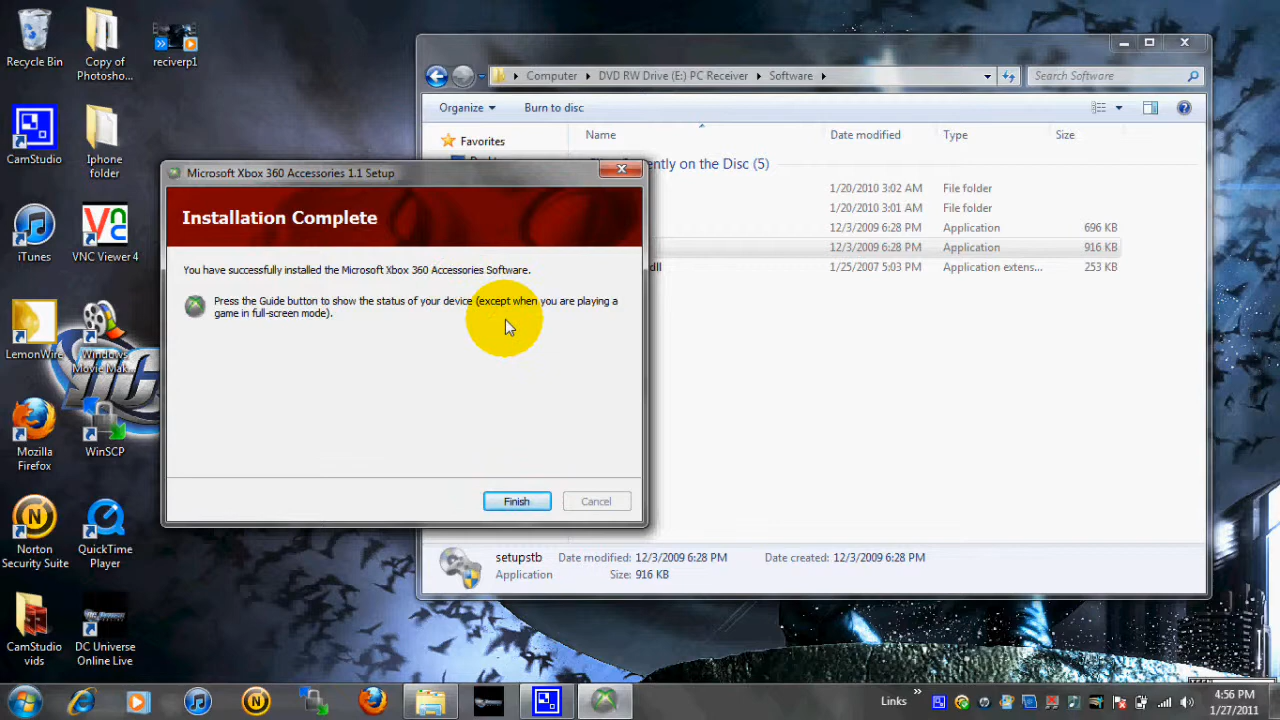 Recycle Bin
Copy of
Photosho...
reciverp1
CamStudio
Iphone
folder
iTunes
VNC Viewer 4
LemonWire
Windows
Movie Mak...
Mozilla
Firefox
WinSCP
Norton
Security Suite
QuickTime
Player
CamStudio
vids
DC Universe
Online Live
Computer
DVD RW Drive (E:) PC Receiver
Software
Search Software
Organize
Burn to disc
Favorites
Name
Date modified
Type
Size
ently on the Disc (5)
1/20/2010 3:02 AM
File folder
1/20/2010 3:01 AM
File folder
12/3/2009 6:28 PM
Application
696 KB
12/3/2009 6:28 PM
Application
916 KB
dll
1/25/2007 5:03 PM
Application extens...
253 KB
Microsoft Xbox 360 Accessories 1.1 Setup
Installation Complete
You have successfully installed the Microsoft Xbox 360 Accessories Software.
Press the Guide button to show the status of your device (except when you are playing a
game in full-screen mode).
Finish
Cancel
setupstb
Date modified: 12/3/2009 6:28 PM
Date created: 12/3/2009 6:28 PM
Application
Size: 916 KB
Links
4:56 PM
1/27/2011